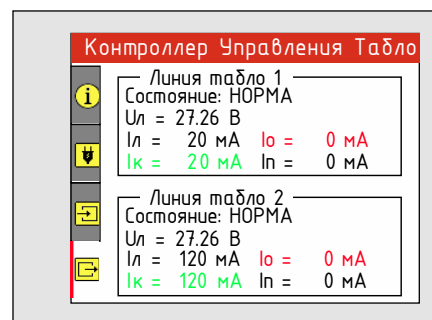 Контроллер Управления Табло
Линия табло 1
Состояние: НОРМА
Uл = 27.26 В
Iл = 20 мА Iо = 0 мА
Iк = 20 мА Iп = 0 мА
Линия табло 2
Состояние: НОРМА
Uл = 27.26 В
Iл = 120 мА Iо = 0 мА
Iк = 120 мА Iп = 0 мА
i